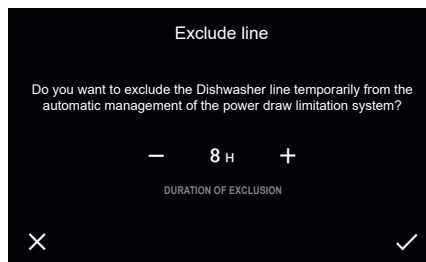 Exclude line
Do you want to exclude the Dishwasher line temporarily from the
automatic management of the power draw limitation system?
− 8 H +
DURATION OF EXCLUSION